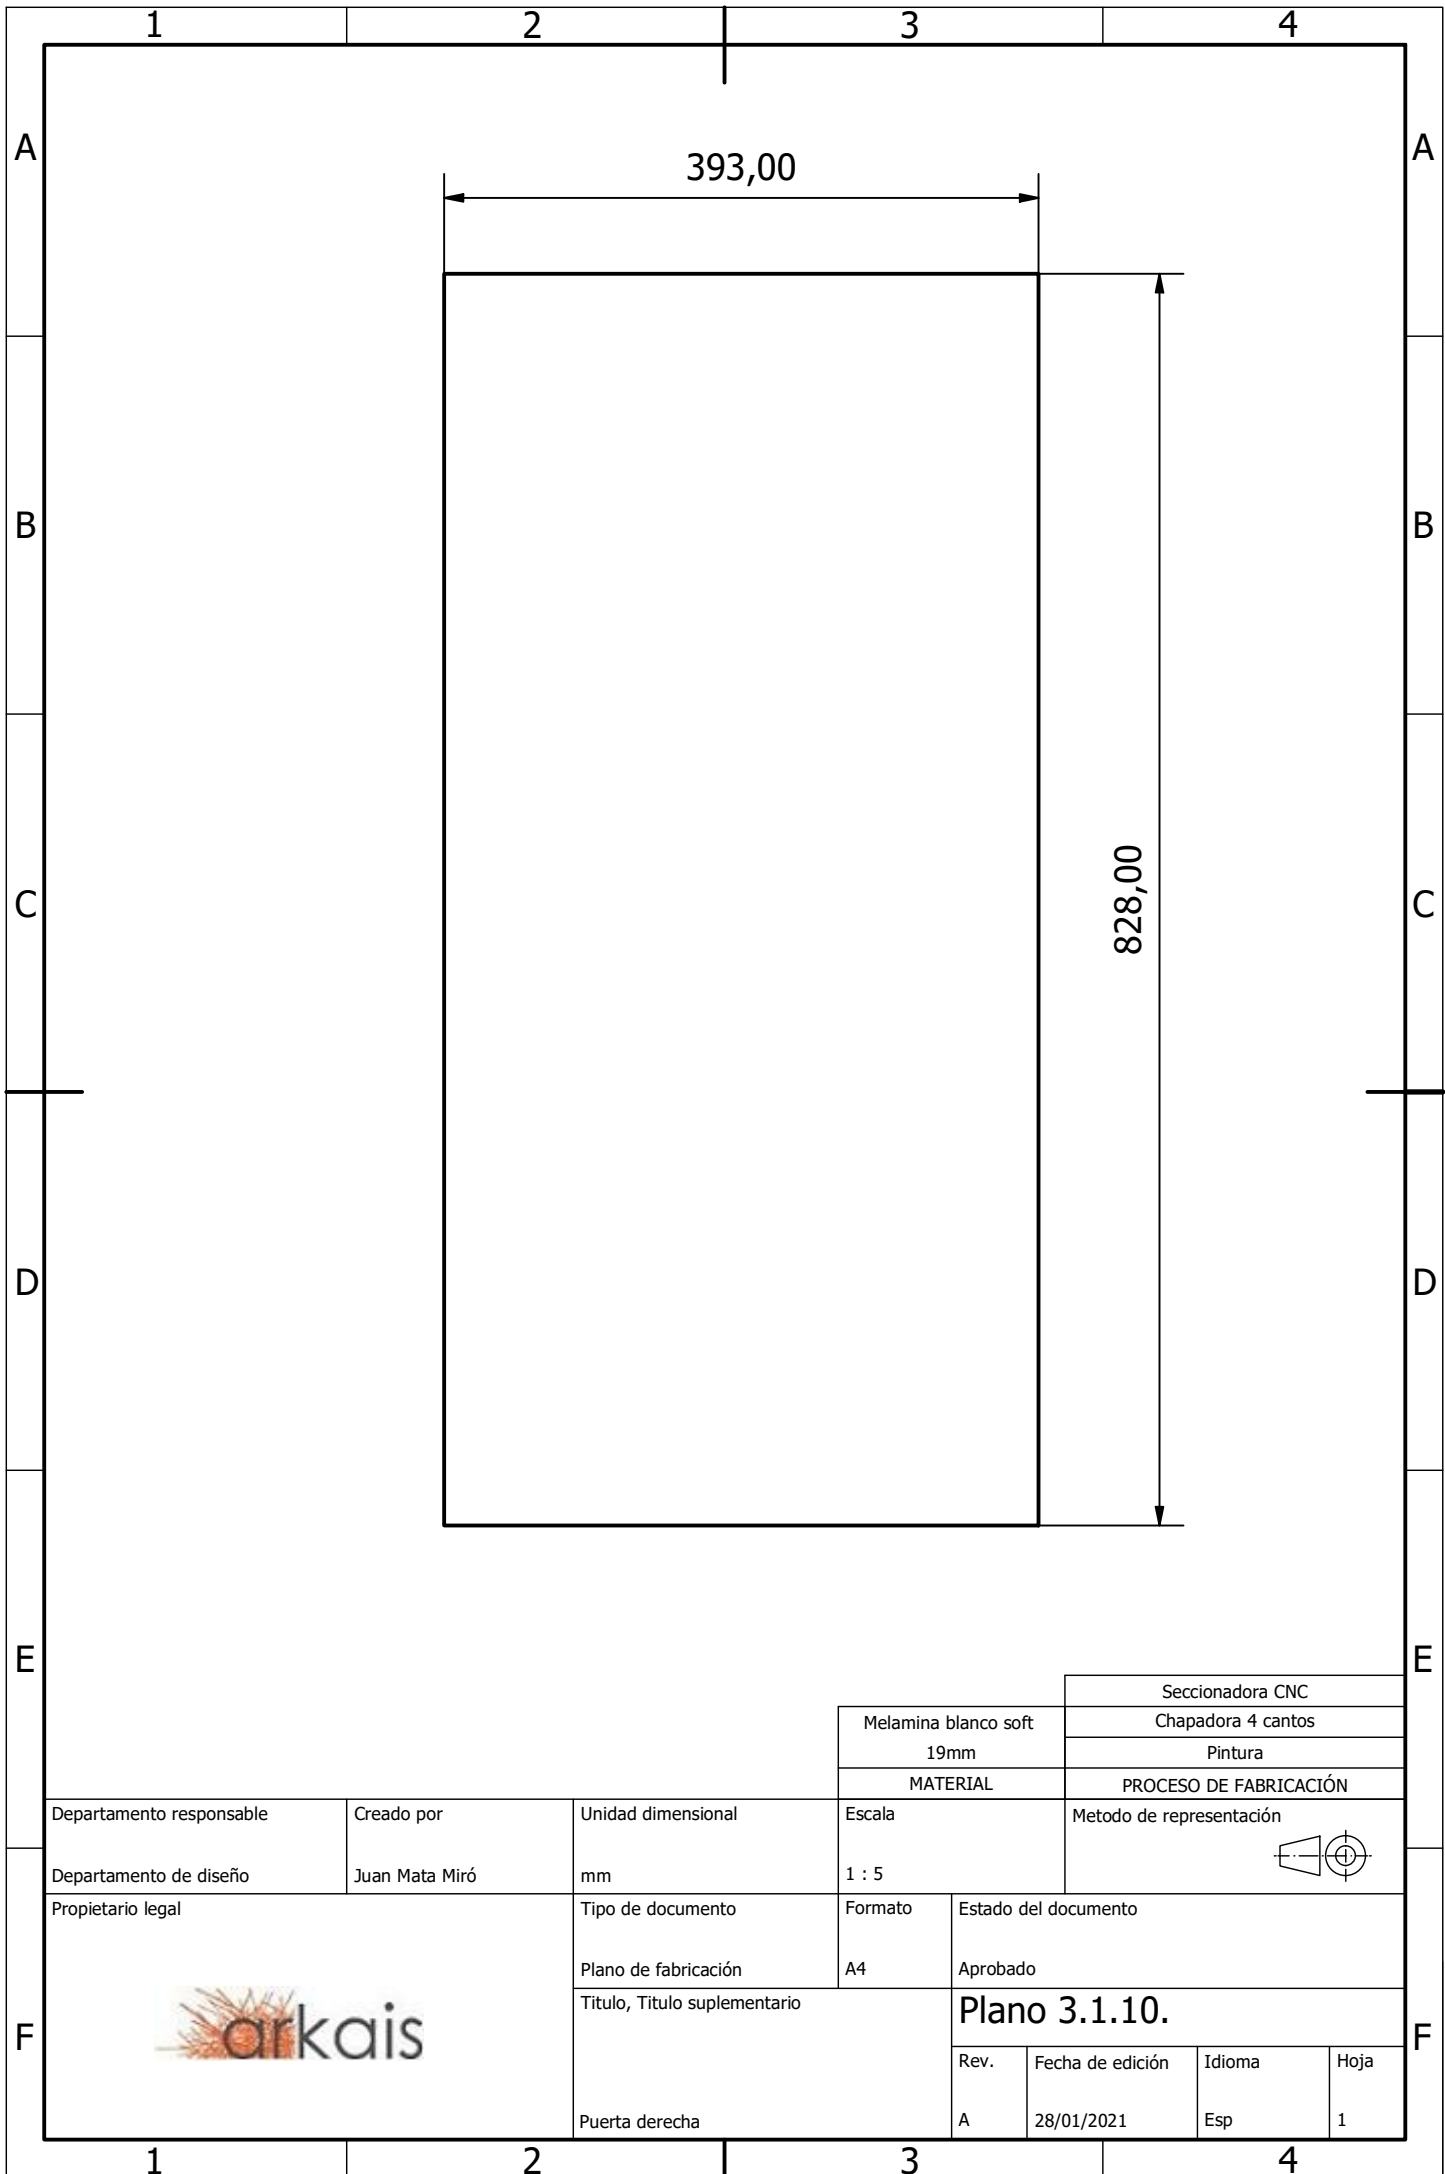 1 2 3 4
A A
393,00
B B
828,00
C C
D D
E E
Seccionadora CNC
Melamina blanco soft
19mm
Chapadora 4 cantos
Pintura
MATERIAL
PROCESO DE FABRICACIÓN
Departamento responsable
Departamento de diseño
Creado por
Juan Mata Miró
Unidad dimensional
mm
Escala
1 : 5
Metodo de representación
Propietario legal
arkais
Tipo de documento
Plano de fabricación
Formato
A4
Estado del documento
Aprobado
Titulo, Titulo suplementario
Puerta derecha
Plano 3.1.10.
Rev.
A
Fecha de edición
28/01/2021
Idioma
Esp
Hoja
1
F F
1 2 3 4